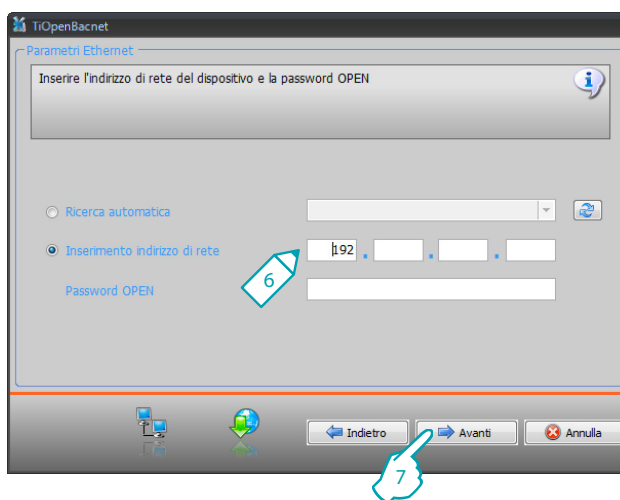 TiOpenBacnet
Parametri Ethernet
Inserire l'indirizzo di rete del dispositivo e la password OPEN
Ricerca automatica
Inserimento indirizzo di rete 192 . . .
6
Password OPEN
Indietro Avanti Annulla
7